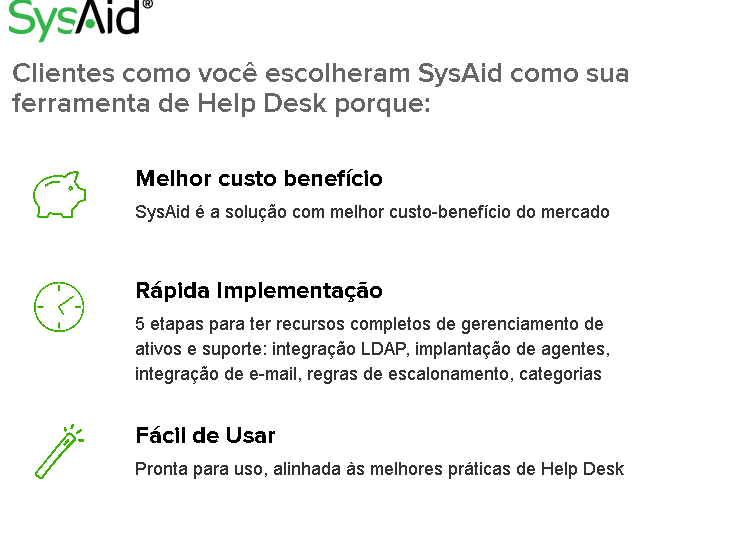 SysAid®
Clientes como você escolheram SysAid como sua
ferramenta de Help Desk porque:
Melhor custo benefício
SysAid é a solução com melhor custo-benefício do mercado
Rápida Implementação
5 etapas para ter recursos completos de gerenciamento de
ativos e suporte: integração LDAP, implantação de agentes,
integração de e-mail, regras de escalonamento, categorias
Fácil de Usar
Pronta para uso, alinhada às melhores práticas de Help Desk